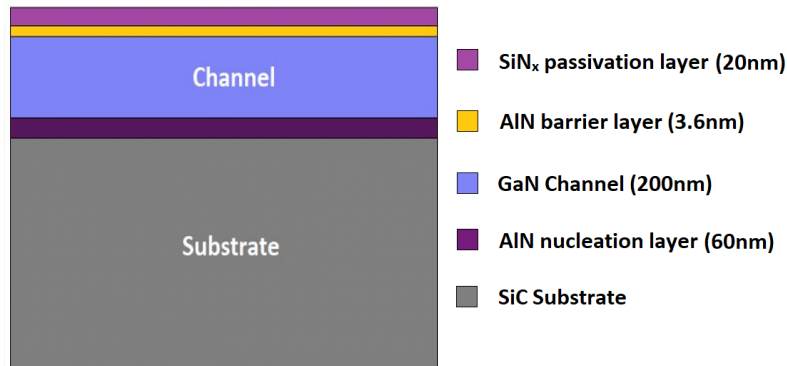 Channel
Substrate
SiNₓ passivation layer (20nm)
AlN barrier layer (3.6nm)
GaN Channel (200nm)
AlN nucleation layer (60nm)
SiC Substrate